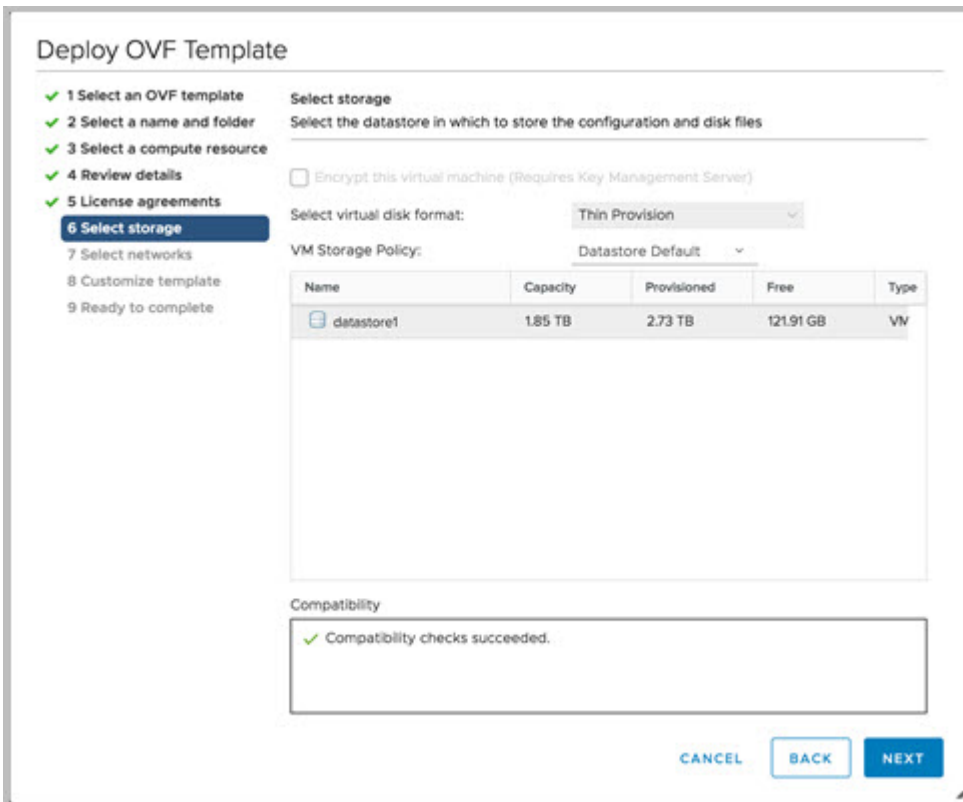 Deploy OVF Template
1 Select an OVF template
2 Select a name and folder
3 Select a compute resource
4 Review details
5 License agreements
6 Select storage
7 Select networks
8 Customize template
9 Ready to complete
Select storage
Select the datastore in which to store the configuration and disk files
Encrypt this virtual machine (Requires Key Management Server)
Select virtual disk format: Thin Provision
VM Storage Policy: Datastore Default
Name Capacity Provisioned Free Type
datastore1 1.85 TB 2.73 TB 121.91 GB
Compatibility
Compatibility checks succeeded.
CANCEL BACK NEXT